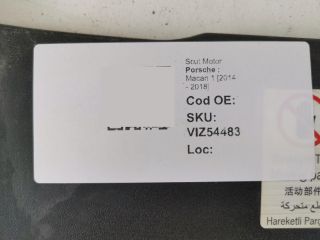 Scut Motor
Porsche :
Macan 1 [2014
- 2018]
Cod OE:
SKU:
VIZ54483
Loc:
活动部件
Hareketli Parç